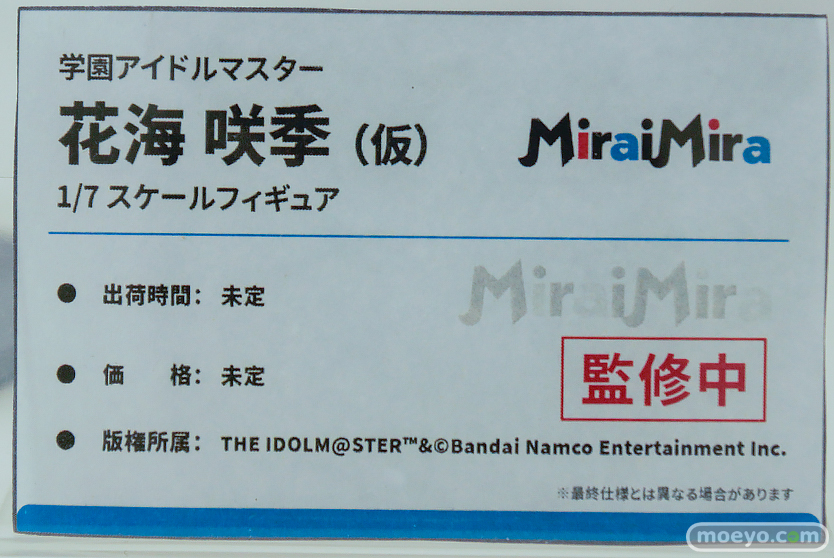 学園アイドルマスター
花海 咲季（仮）
MiraiMira
1/7 スケールフィギュア
● 出荷時間： 未定
MiraiMira
● 価　格： 未定
監修中
● 版權所属： THE IDOLM@STER™&©Bandai Namco Entertainment Inc.
※最終仕様とは異なる場合があります
moeyo.com